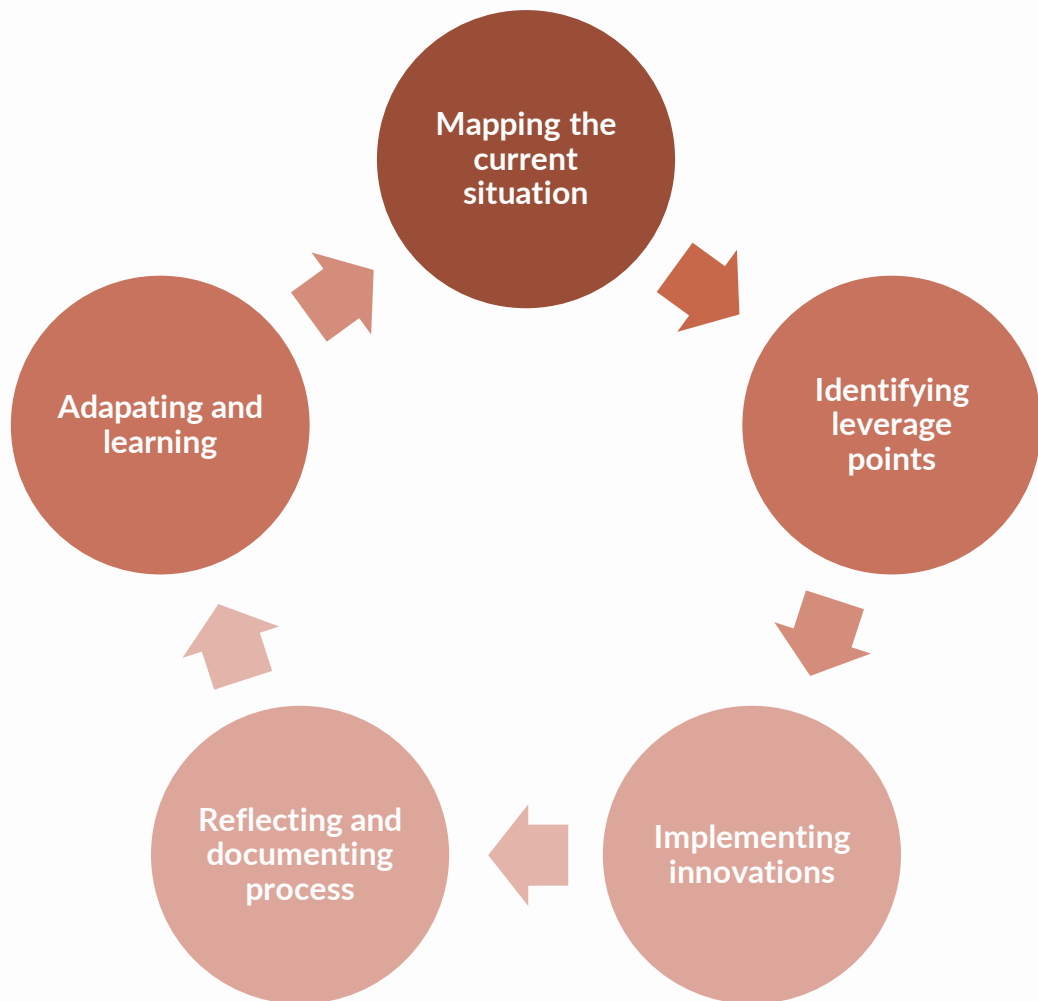 Mapping the
current
situation
Identifying
leverage
points
Implementing
innovations
Reflecting and
documenting
process
Adapating and
learning